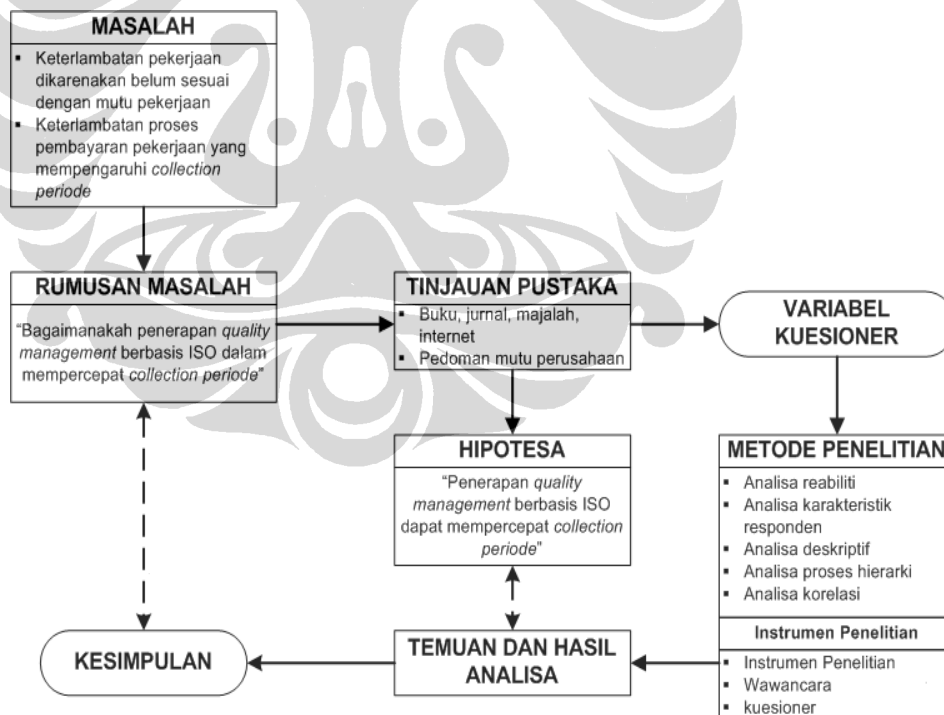 MASALAH
▪ Keterlambatan pekerjaan
dikarenakan belum sesuai
dengan mutu pekerjaan
▪ Keterlambatan proses
pembayaran pekerjaan yang
mempengaruhi collection
periode
RUMUSAN MASALAH
“Bagaimanakah penerapan quality
management berbasis ISO dalam
mempercepat collection periode”
TINJAUAN PUSTAKA
▪ Buku, jurnal, majalah,
internet
▪ Pedoman mutu perusahaan
VARIABEL
KUESIONER
HIPOTESA
“Penerapan quality
management berbasis ISO
dapat mempercepat collection
periode”
METODE PENELITIAN
▪ Analisa reabiliti
▪ Analisa karakteristik
responden
▪ Analisa deskriptif
▪ Analisa proses hierarki
▪ Analisa korelasi
Instrumen Penelitian
▪ Instrumen Penelitian
▪ Wawancara
▪ kuesioner
TEMUAN DAN HASIL
ANALISA
KESIMPULAN